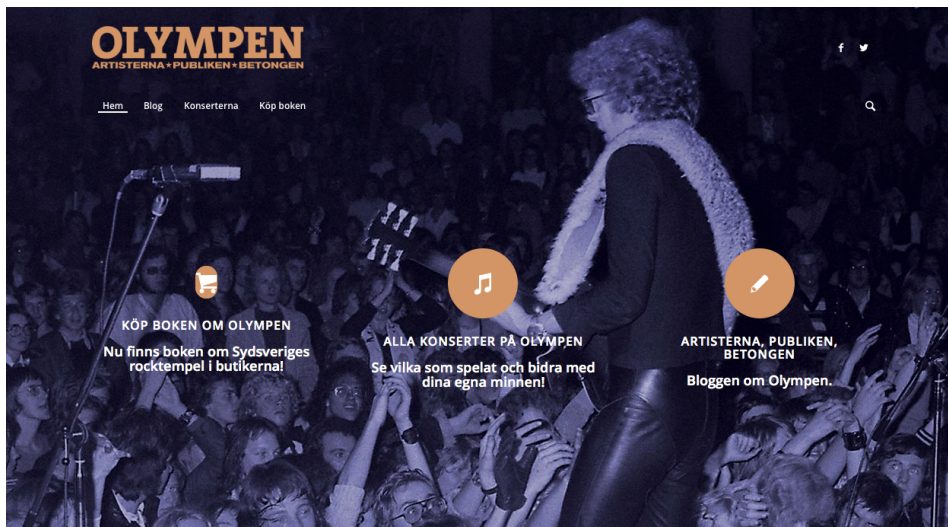 OLYMPEN
ARTISTERNA★PUBLIKEN★BETONGEN
Hem Blog Konserterna Köp boken
KÖP BOKEN OM OLYMPEN
Nu finns boken om Sydsveriges
rocktempel i butikerna!
ALLA KONSERTER PÅ OLYMPEN
Se vilka som spelat och bidra med
dina egna minnen!
ARTISTERNA, PUBLIKEN,
BETONGEN
Bloggen om Olympen.